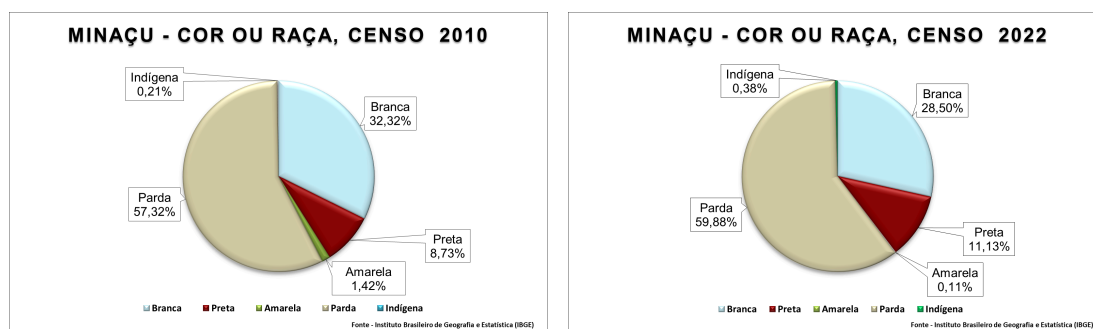 MINAÇU - COR OU RAÇA, CENSO 2010
Indígena
0,21%
Branca
32,32%
Parda
57,32%
Preta
8,73%
Amarela
1,42%
Branca Preta Amarela Parda Indígena
Fonte - Instituto Brasileiro de Geografia e Estatística (IBGE)
MINAÇU - COR OU RAÇA, CENSO 2022
Indígena
0,38%
Branca
28,50%
Parda
59,88%
Preta
11,13%
Amarela
0,11%
Branca Preta Amarela Parda Indígena
Fonte - Instituto Brasileiro de Geografia e Estatística (IBGE)